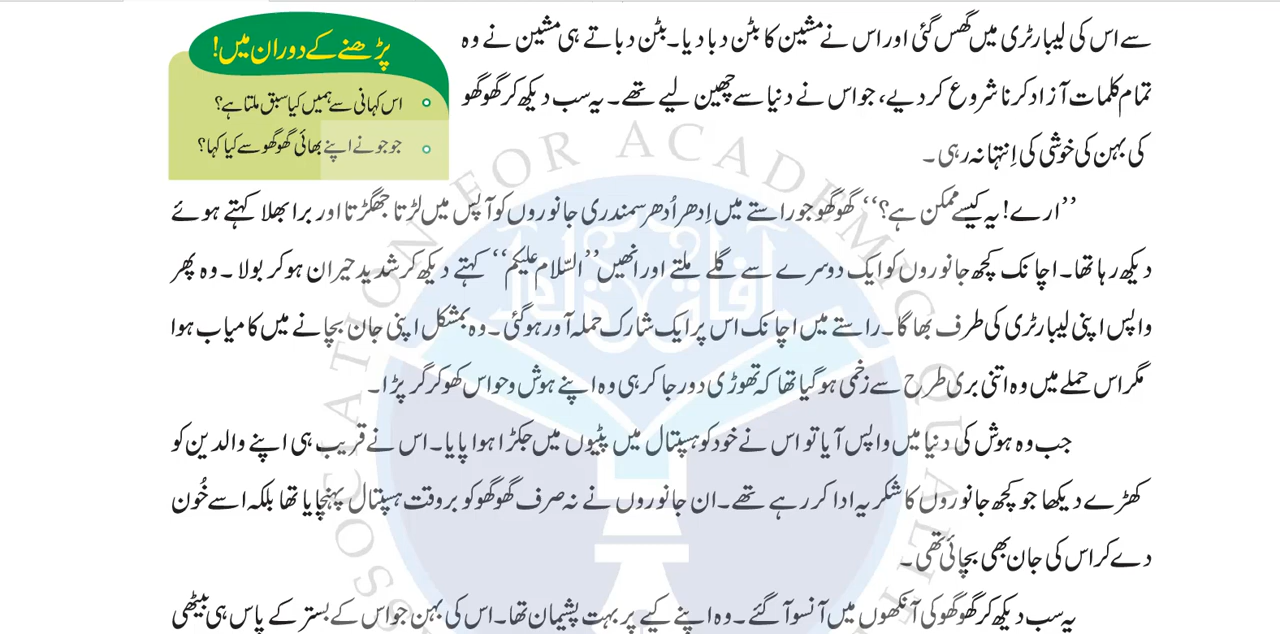 سے اس کی لیبارٹری میں گھس گئی اور اس نے مشین کا بٹن دبا دیا۔ بٹن دباتے ہی مشین نے وہ
تمام کلمات آزاد کرنا شروع کر دیے، جو اس نے دنیا سے چھین لیے تھے۔ یہ سب دیکھ کر گھوگھو
کی بہن کی خوشی کی اِنتہا نہ رہی۔
پڑھنے کے دوران میں!
اس کہانی سے ہمیں کیا سبق ملتا ہے؟
جوجو نے اپنے بھائی گھوگھو سے کیا کہا؟
’’ارے! یہ کیسے ممکن ہے؟‘‘ گھوگھو جو راستے میں اِدھر اُدھر سمندری جانوروں کو آپس میں لڑتا جھگڑتا اور برا بھلا کہتے ہوئے
دیکھ رہا تھا۔ اچانک کچھ جانوروں کو ایک دوسرے سے گلے ملتے اور انھیں ’’السّلام علیکم‘‘ کہتے دیکھ کر شدید حیران ہو کر بولا۔ وہ پھر
واپس اپنی لیبارٹری کی طرف بھاگا۔ راستے میں اچانک اس پر ایک شارک حملہ آور ہو گئی۔ وہ بمشکل اپنی جان بچانے میں کامیاب ہوا
مگر اس حملے میں وہ اتنی بری طرح سے زخمی ہو گیا تھا کہ تھوڑی دور جا کر ہی وہ اپنے ہوش و حواس کھو کر گر پڑا۔
جب وہ ہوش کی دنیا میں واپس آیا تو اس نے خود کو ہسپتال میں پٹیوں میں جکڑا ہوا پایا۔ اس نے قریب ہی اپنے والدین کو
کھڑے دیکھا جو کچھ جانوروں کا شکریہ ادا کر رہے تھے۔ ان جانوروں نے نہ صرف گھوگھو کو بروقت ہسپتال پہنچایا تھا بلکہ اسے خُون
دے کر اس کی جان بھی بچائی تھی۔
یہ سب دیکھ کر گھوگھو کی آنکھوں میں آنسو آ گئے۔ وہ اپنے کیے پر بہت پشیمان تھا۔ اس کی بہن جو اس کے بستر کے پاس ہی بیٹھی
ASSOCIATION FOR ACADEMIC QUALITY
آفاق